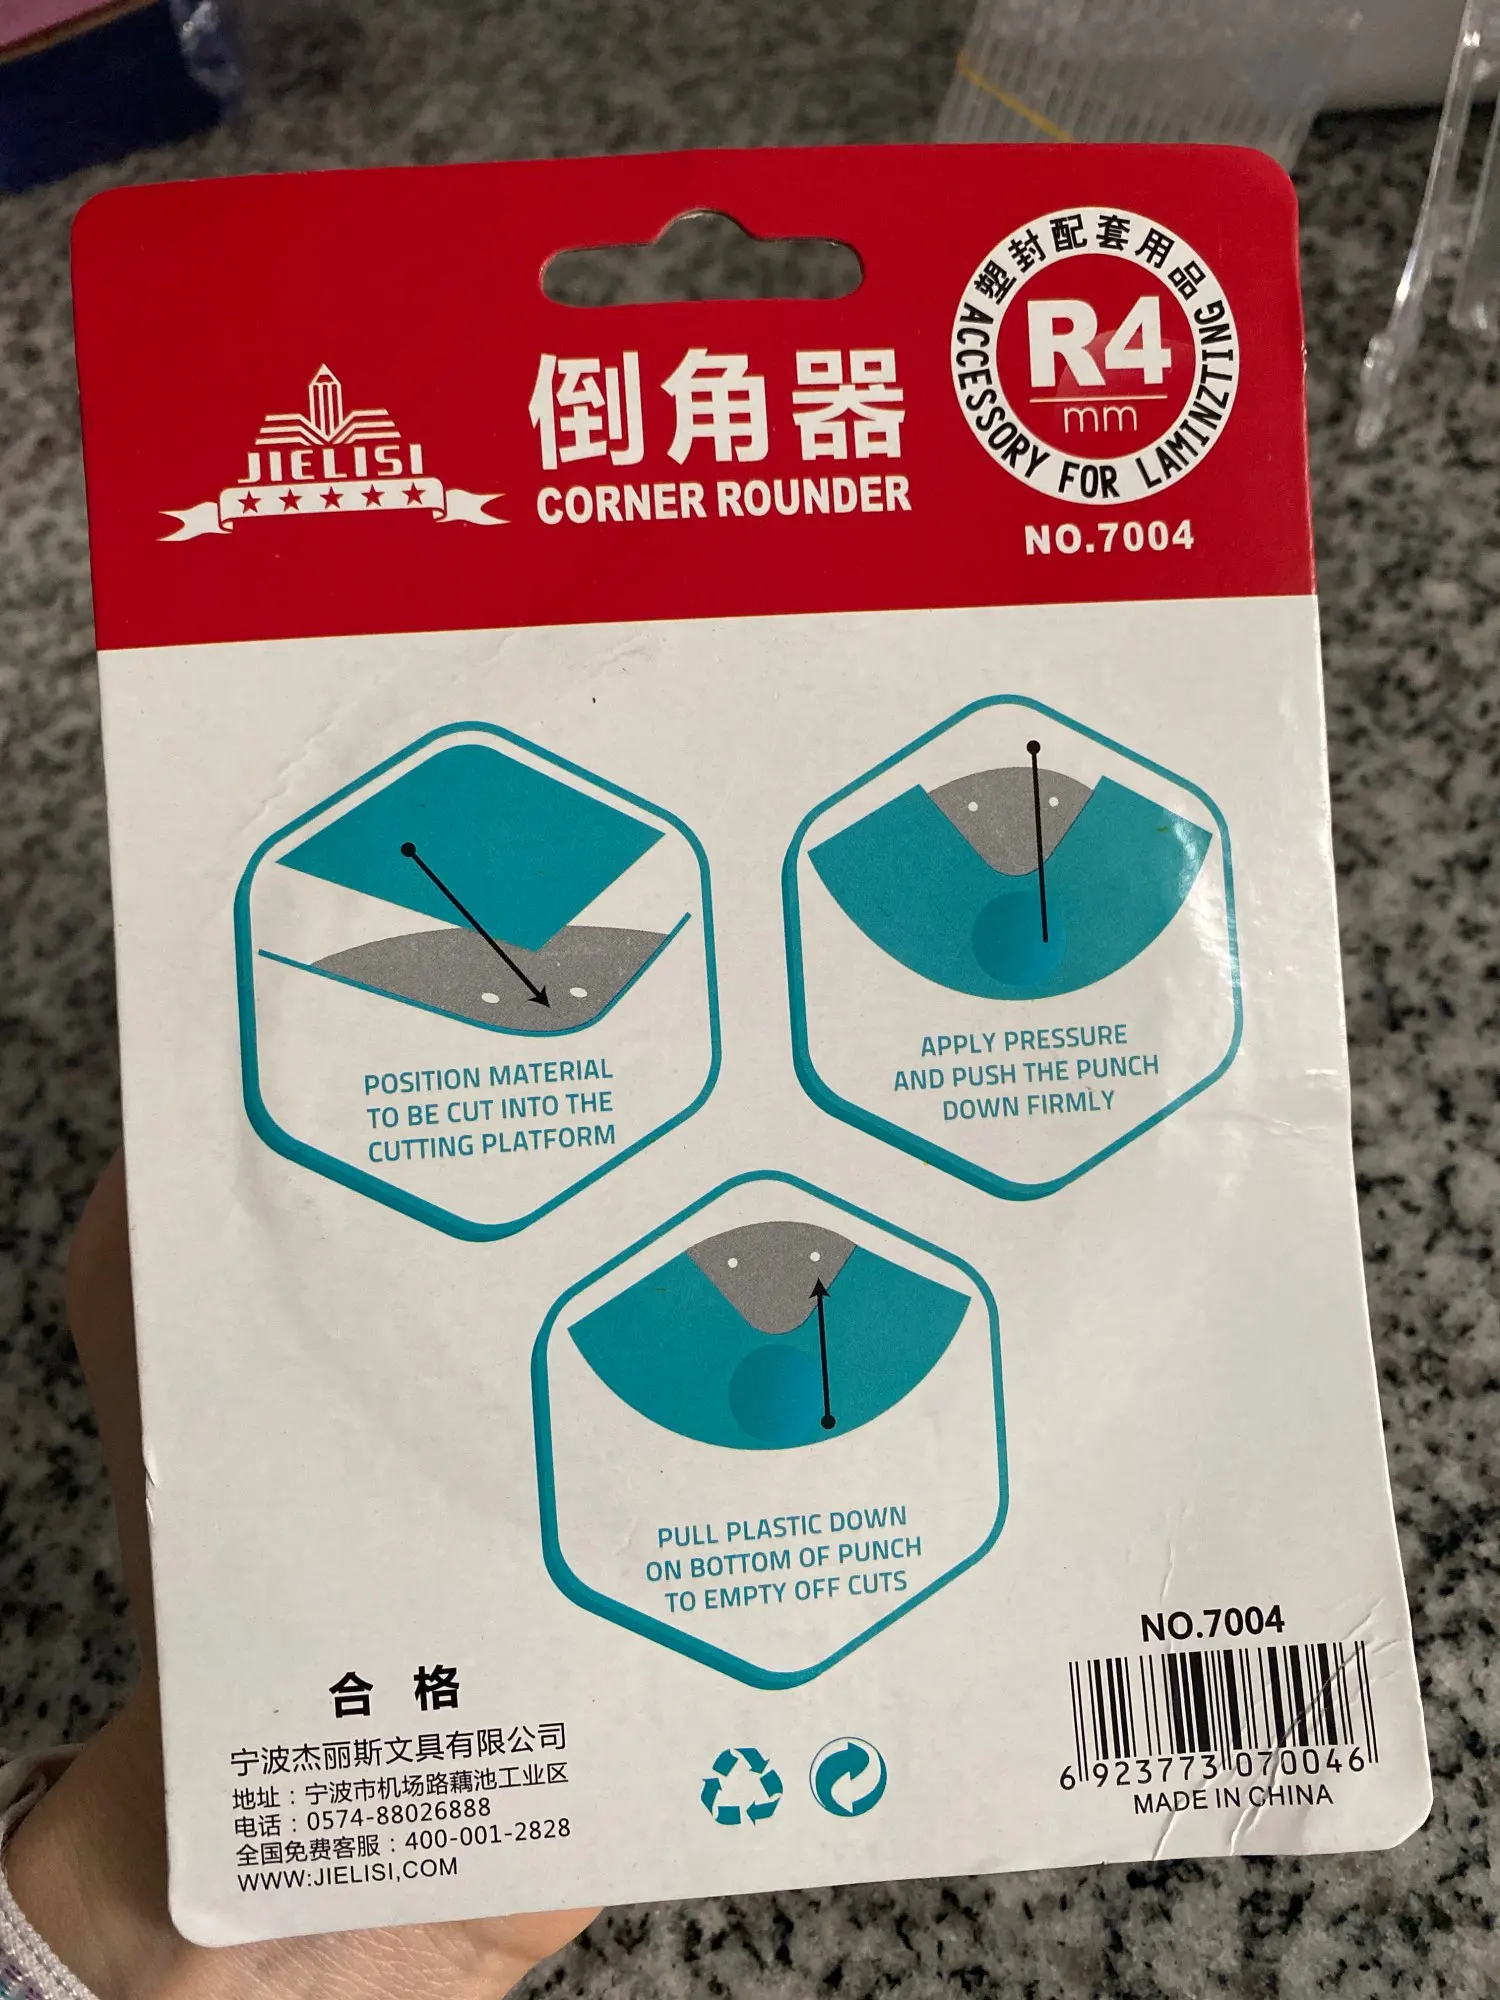 JIELISI
倒角器
CORNER ROUNDER
塑封配套用品
R4
mm
ACCESSORY FOR LAMINZTING
NO.7004
POSITION MATERIAL
TO BE CUT INTO THE
CUTTING PLATFORM
APPLY PRESSURE
AND PUSH THE PUNCH
DOWN FIRMLY
PULL PLASTIC DOWN
ON BOTTOM OF PUNCH
TO EMPTY OFF CUTS
合 格
宁波杰丽斯文具有限公司
地址：宁波市机场路藕池工业区
电话：0574-88026888
全国免费客服：400-001-2828
WWW:JIELISI,COM
NO.7004
6 923773 070046
MADE IN CHINA